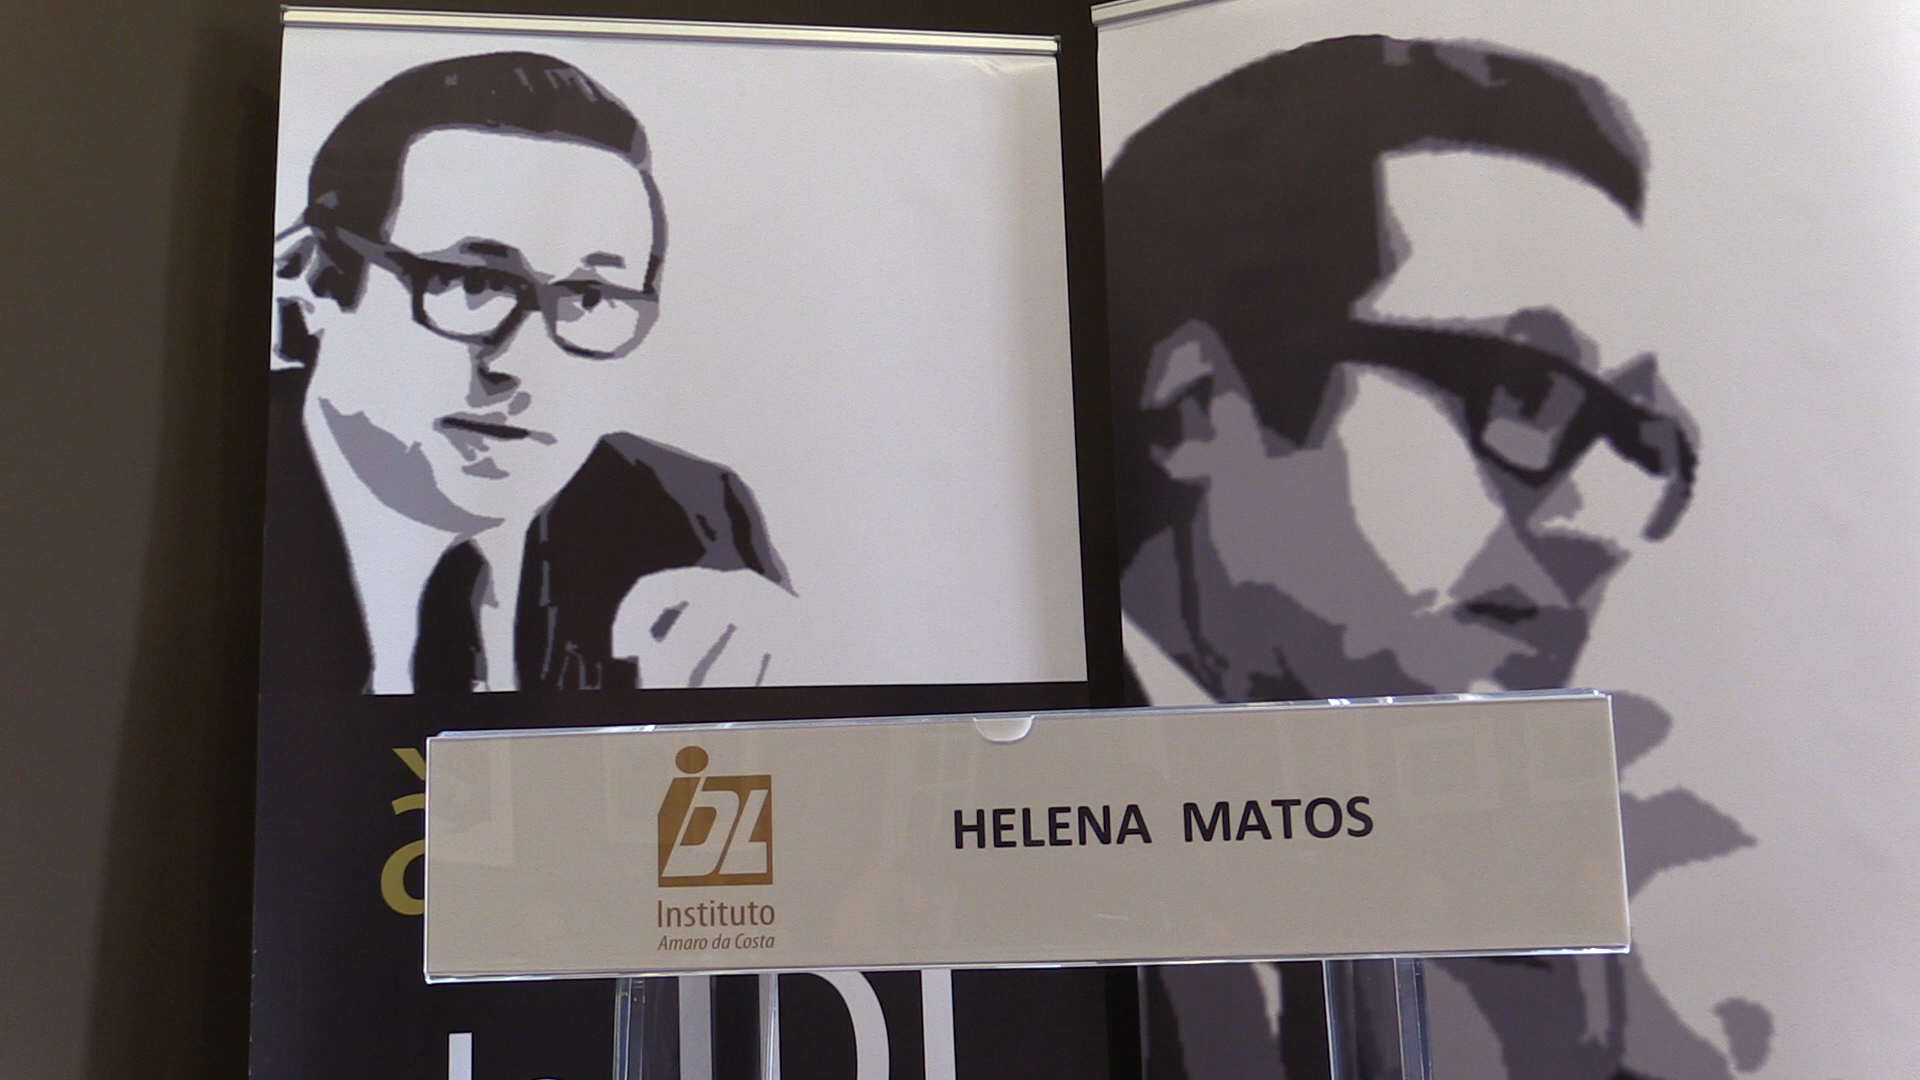 à
IDL
HELENA MATOS
Instituto
Amaro da Costa